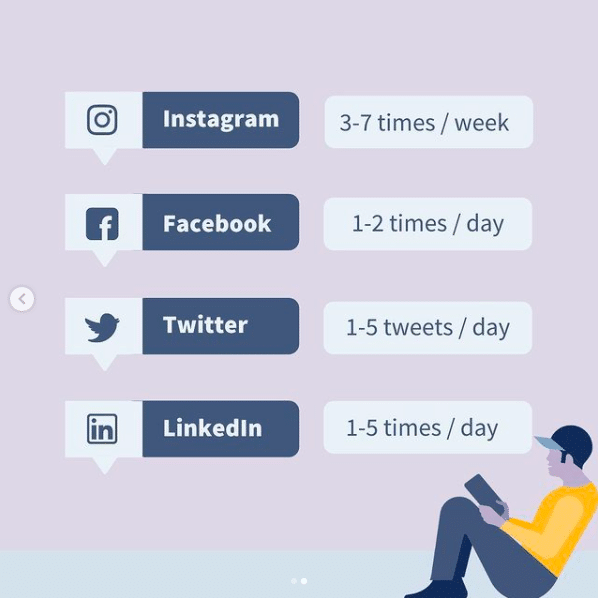 Instagram 3-7 times / week
Facebook 1-2 times / day
Twitter 1-5 tweets / day
in LinkedIn 1-5 times / day